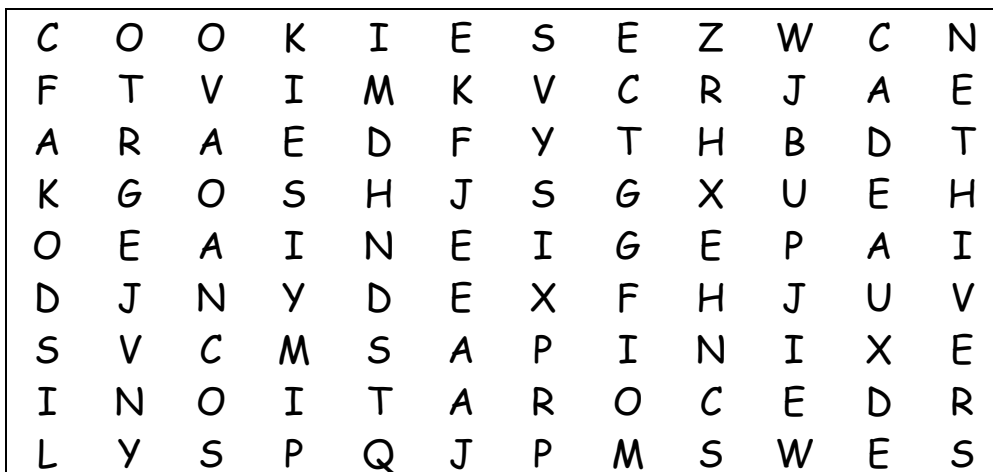 C O O K I E S E Z W C N
F T V I M K V C R J A E
A R A E D F Y T H B D T
K G O S H J S G X U E H
O E A I N E I G E P A I
D J N Y D E X F H J U V
S V C M S A P I N I X E
I N O I T A R O C E D R
L Y S P Q J P M S W E S